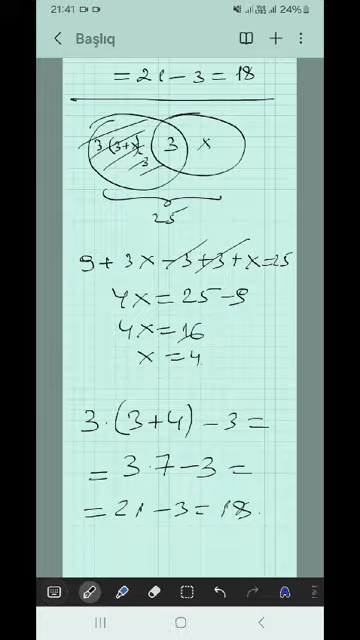 21:41 24%
Başlıq
= 21 - 3 = 18
3(3+x) -3 3 x
25
9 + 3x - 3 + 3 + x = 25
4x = 25 - 9
4x = 16
x = 4
3 · (3 + 4) - 3 =
= 3 · 7 - 3 =
= 21 - 3 = 18.